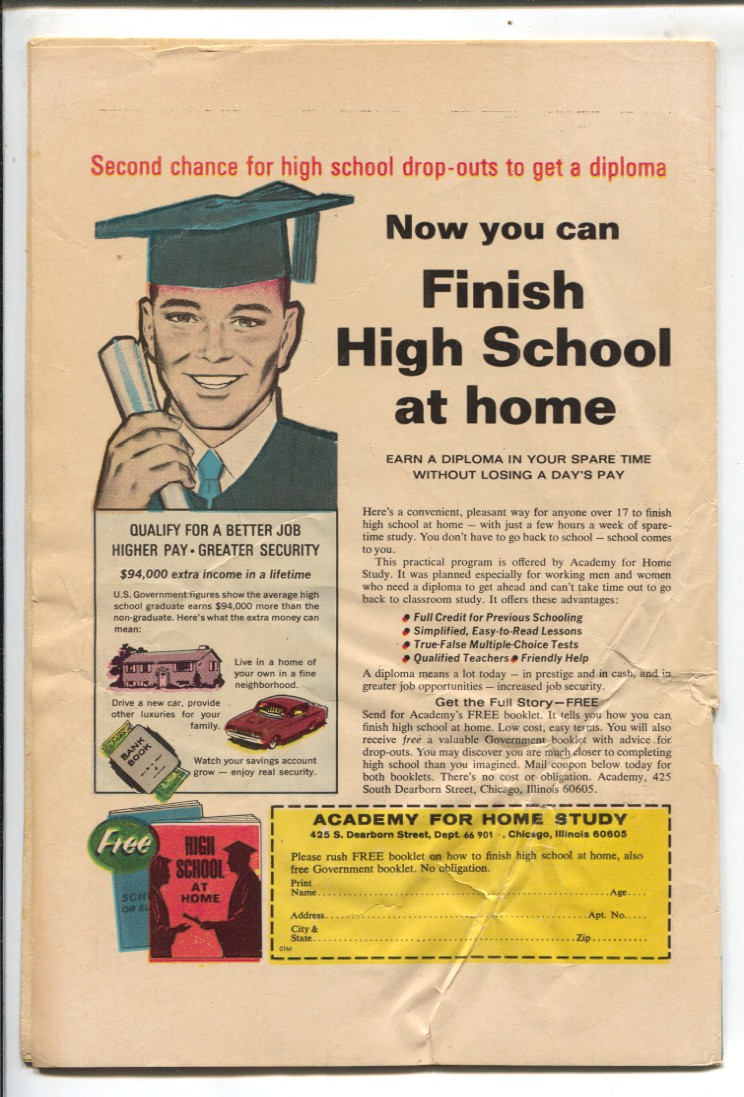 Second chance for high school drop-outs to get a diploma
Now you can
Finish
High School
at home
EARN A DIPLOMA IN YOUR SPARE TIME
WITHOUT LOSING A DAY'S PAY
Here's a convenient, pleasant way for anyone over 17 to finish
high school at home — with just a few hours a week of spare-
time study. You don't have to go back to school — school comes
to you.
This practical program is offered by Academy for Home
Study. It was planned especially for working men and women
who need a diploma to get ahead and can't take time out to go
back to classroom study. It offers these advantages:
• Full Credit for Previous Schooling
• Simplified, Easy-to-Read Lessons
• True-False Multiple-Choice Tests
• Qualified Teachers • Friendly Help
A diploma means a lot today — in prestige and in cash, and in
greater job opportunities — increased job security.
Get the Full Story—FREE
Send for Academy's FREE booklet. It tells you how you can
finish high school at home. Low cost, easy terms. You will also
receive free a valuable Government booklet with advice for
drop-outs. You may discover you are much closer to completing
high school than you imagined. Mail coupon below today for
both booklets. There's no cost or obligation. Academy, 425
South Dearborn Street, Chicago, Illinois 60605.
QUALIFY FOR A BETTER JOB
HIGHER PAY • GREATER SECURITY
$94,000 extra income in a lifetime
U.S. Government figures show the average high
school graduate earns $94,000 more than the
non-graduate. Here's what the extra money can
mean:
Live in a home of
your own in a fine
neighborhood.
Drive a new car, provide
other luxuries for your
family.
BANK
BOOK
Watch your savings account
grow — enjoy real security.
Free
HIGH
SCHOOL
AT
HOME
SCH
OR EL
ACADEMY FOR HOME STUDY
425 S. Dearborn Street, Dept. 66 901 , Chicago, Illinois 60605
Please rush FREE booklet on how to finish high school at home, also
free Government booklet. No obligation.
Print
Name Age
Address Apt. No.
City &
State Zip
01M